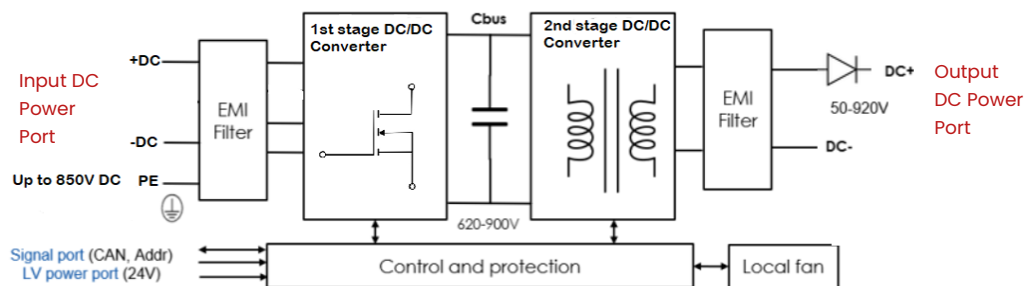 1st stage DC/DC
Converter
Cbus
2nd stage DC/DC
Converter
+DC
Input DC
Power
Port
EMI
Filter
-DC
Up to 850V DC PE
EMI
Filter
DC+
50-920V
DC-
Output
DC Power
Port
620-900V
Signal port (CAN, Addr)
LV power port (24V)
Control and protection
Local fan